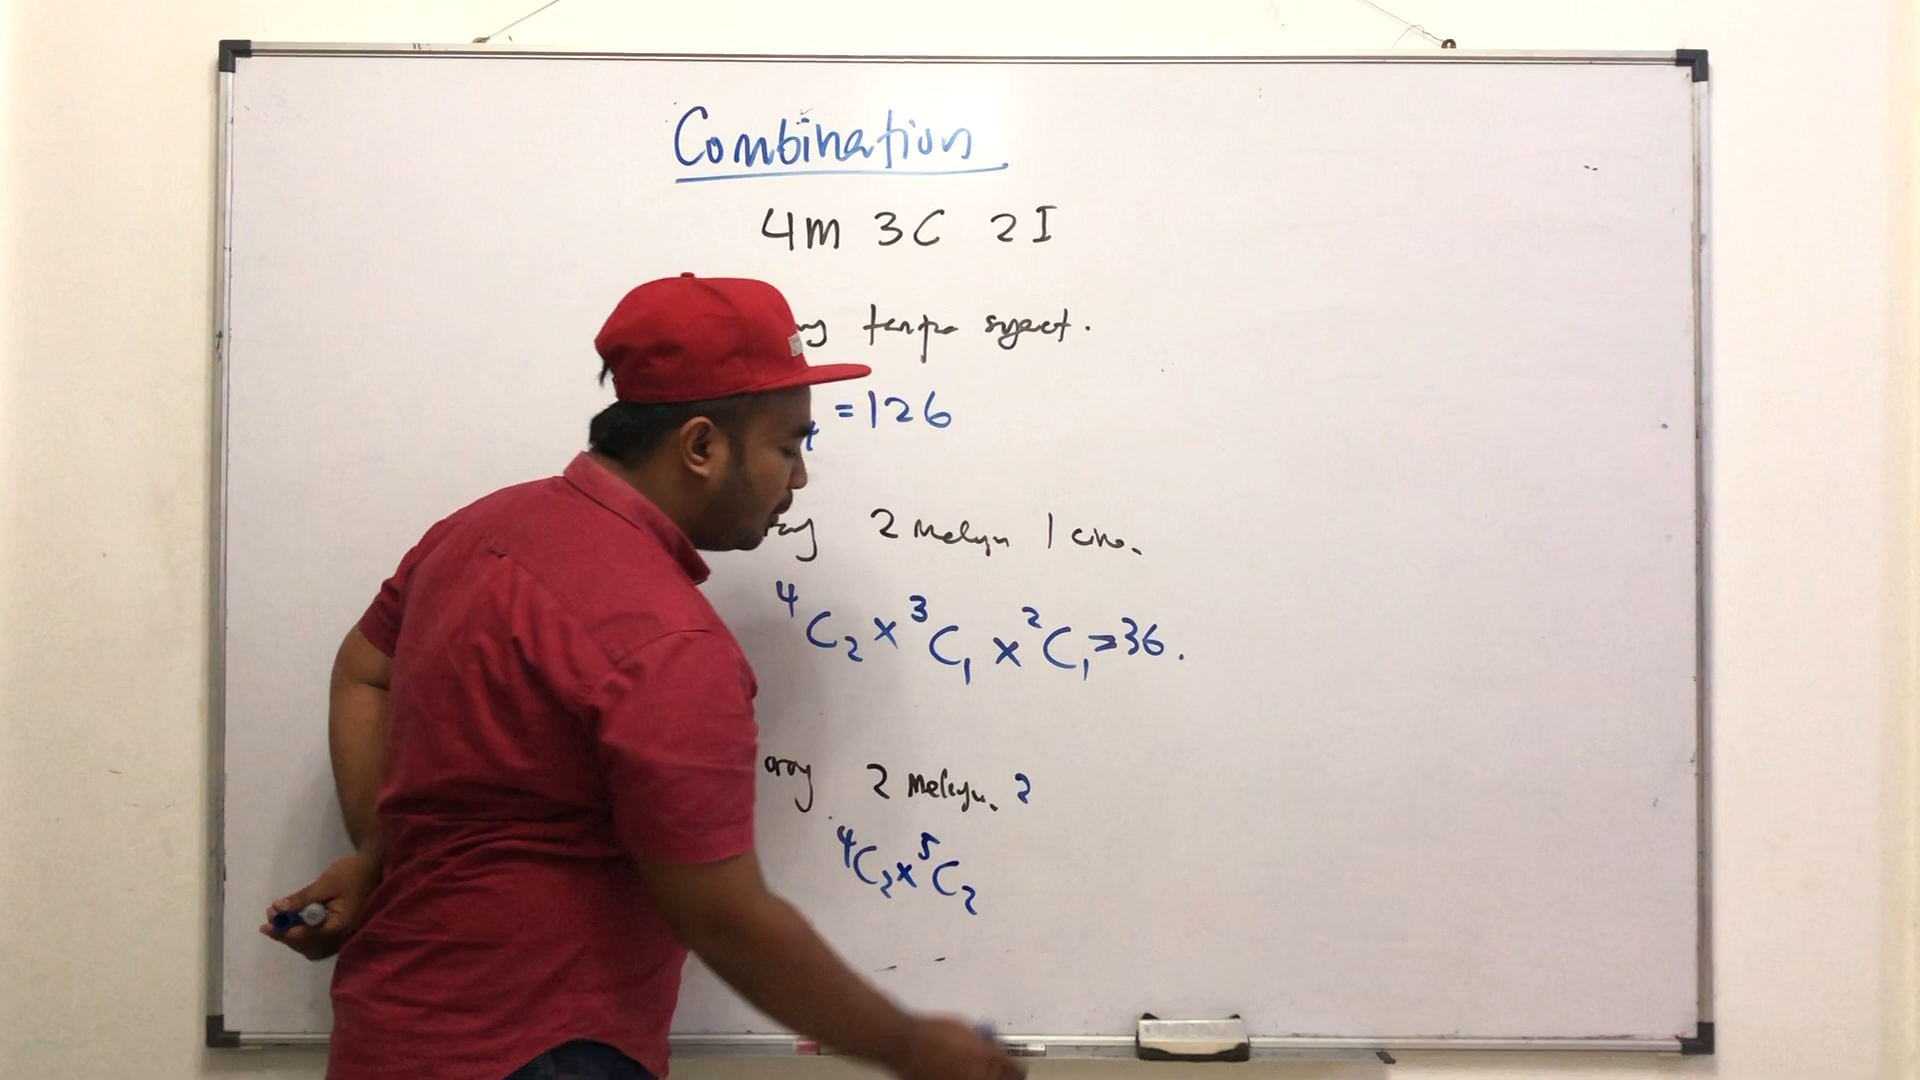 Combination
4M 3C 2I
tanpa syarat.
= 126
2 Melayu 1 cina.
⁴C₂ × ³C₁ × ²C₁ = 36.
orang 2 Melayu. 2
⁴C₂ × ⁵C₂